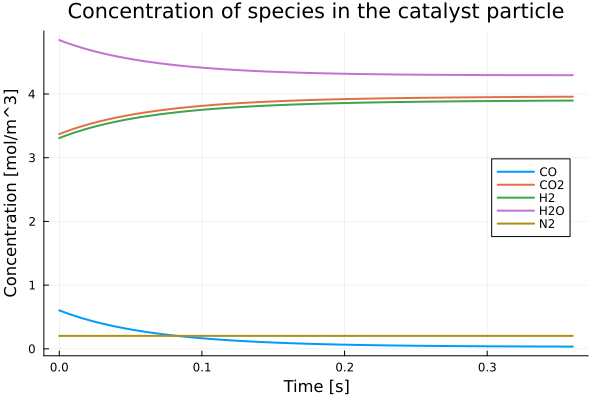 Concentration of species in the catalyst particle
Concentration [mol/m^3]
4
3
2
1
0
CO
CO2
H2
H2O
N2
0.0
0.1
0.2
0.3
Time [s]